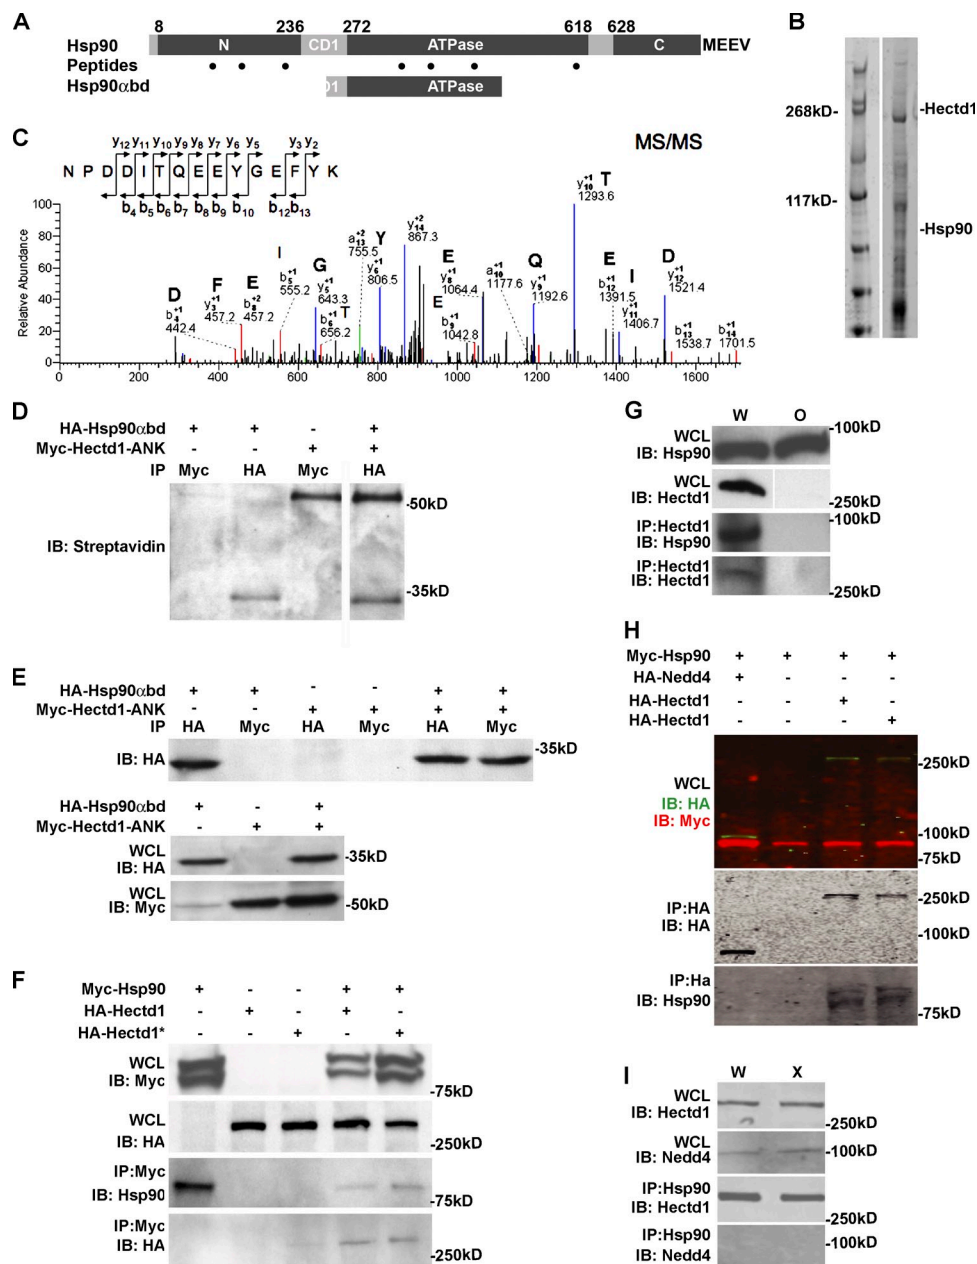 A
8 236 272 618 628
Hsp90 N CD1 ATPase C MEEV
Peptides
Hsp90αbd D1 ATPase
B
268kD-
-Hectd1
117kD-
-Hsp90
C
MS/MS
y12 y11 y10 y9 y8 y7 y6 y5 y3 y2
N P D D I T Q E E Y G E F Y K
b4 b5 b6 b7 b8 b9 b10 b12 b13
Relative Abundance
100
80
60
40
20
0
D
b4+1
442.4
F
y3+1
457.2
E
b8+2
457.2
I
b5+1
555.2
G
y5+1
643.3
T
b6+1
656.2
a13+2
755.5
Y
y6+1
806.5
y14+2
867.3
E
b9+1
1042.8
E
y8+1
1064.4
a10+1
1177.6
Q
y9+1
1192.6
y10+1 T
1293.6
E
b12+1
1391.5
I
y11+1
1406.7
D
y12+1
1521.4
b13+1
1538.7
b14+1
1701.5
0 200 400 600 800 1000 1200 1400 1600
D
HA-Hsp90αbd + + - +
Myc-Hectd1-ANK - - + +
IP Myc HA Myc HA
-50kD
IB: Streptavidin
-35kD
E
HA-Hsp90αbd + + - - + +
Myc-Hectd1-ANK - - + + + +
IP HA Myc HA Myc HA Myc
-35kD
IB: HA
HA-Hsp90αbd + - +
Myc-Hectd1-ANK - + +
WCL
IB: HA
-35kD
WCL
IB: Myc
-50kD
F
Myc-Hsp90 + - - + +
HA-Hectd1 - + - + -
HA-Hectd1* - - + - +
WCL
IB: Myc
-75kD
WCL
IB: HA
-250kD
IP:Myc
IB: Hsp90
-75kD
IP:Myc
IB: HA
-250kD
G
W O
-100kD
WCL
IB: Hsp90
WCL
IB: Hectd1
-250kD
-100kD
IP:Hectd1
IB: Hsp90
IP:Hectd1
IB: Hectd1
-250kD
H
Myc-Hsp90 + + + +
HA-Nedd4 + - - -
HA-Hectd1 - - + -
HA-Hectd1 - - - +
-250kD
WCL
IB: HA
IB: Myc
-100kD
-75kD
-250kD
IP:HA
IB: HA
-100kD
IP:Ha
IB: Hsp90
-75kD
I
W X
WCL
IB: Hectd1
-250kD
WCL
IB: Nedd4
-100kD
IP:Hsp90
IB: Hectd1
-250kD
IP:Hsp90
IB: Nedd4
-100kD